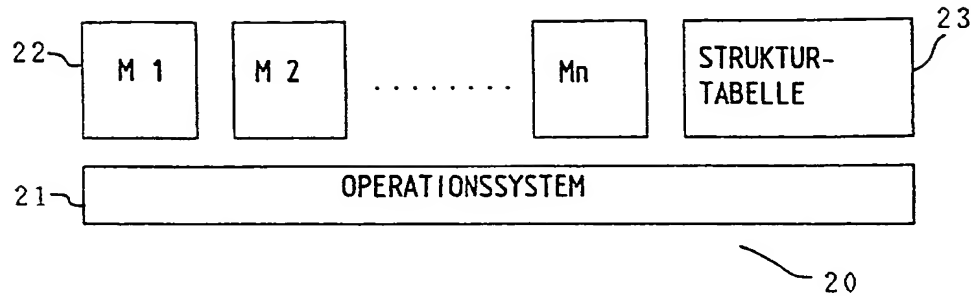 22
M 1
M 2
........
Mn
STRUKTUR-
TABELLE
23
21
OPERATIONSSYSTEM
20